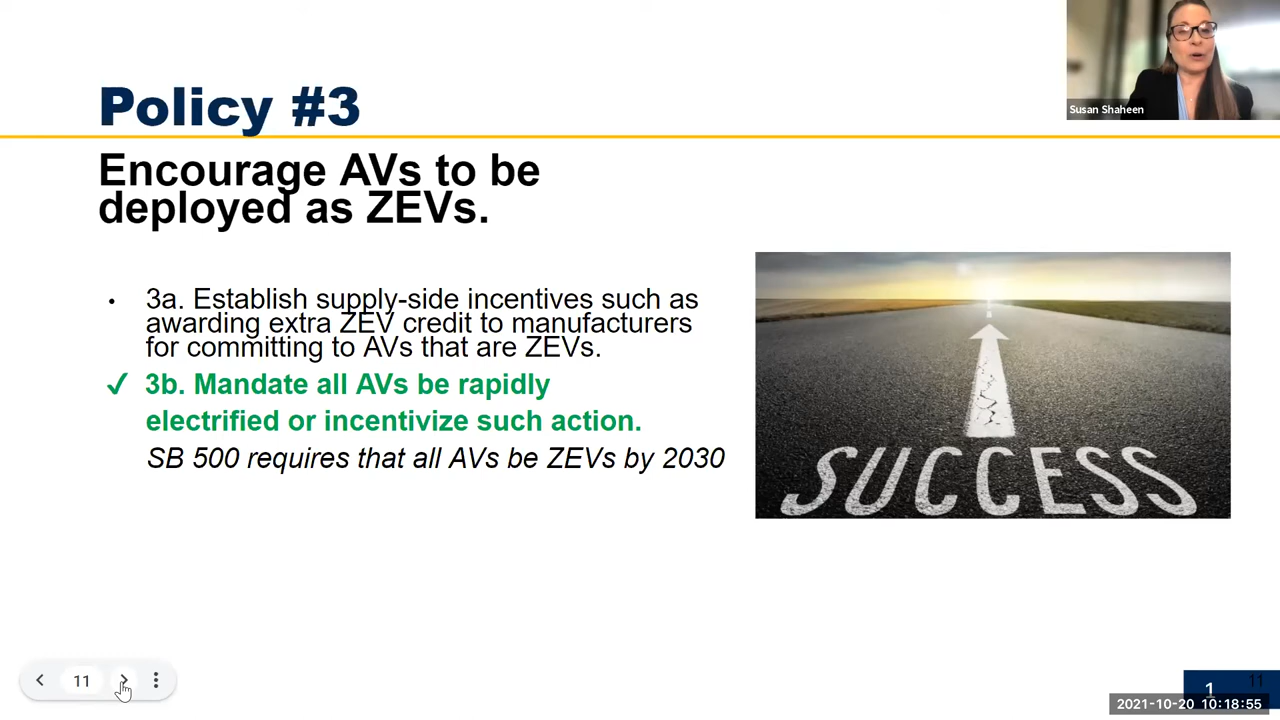 Susan Shaheen
Policy #3
Encourage AVs to be
deployed as ZEVs.
• 3a. Establish supply-side incentives such as
awarding extra ZEV credit to manufacturers
for committing to AVs that are ZEVs.
✓ 3b. Mandate all AVs be rapidly
electrified or incentivize such action.
SB 500 requires that all AVs be ZEVs by 2030
SUCCESS
11
11
1
2021-10-20 10:18:55